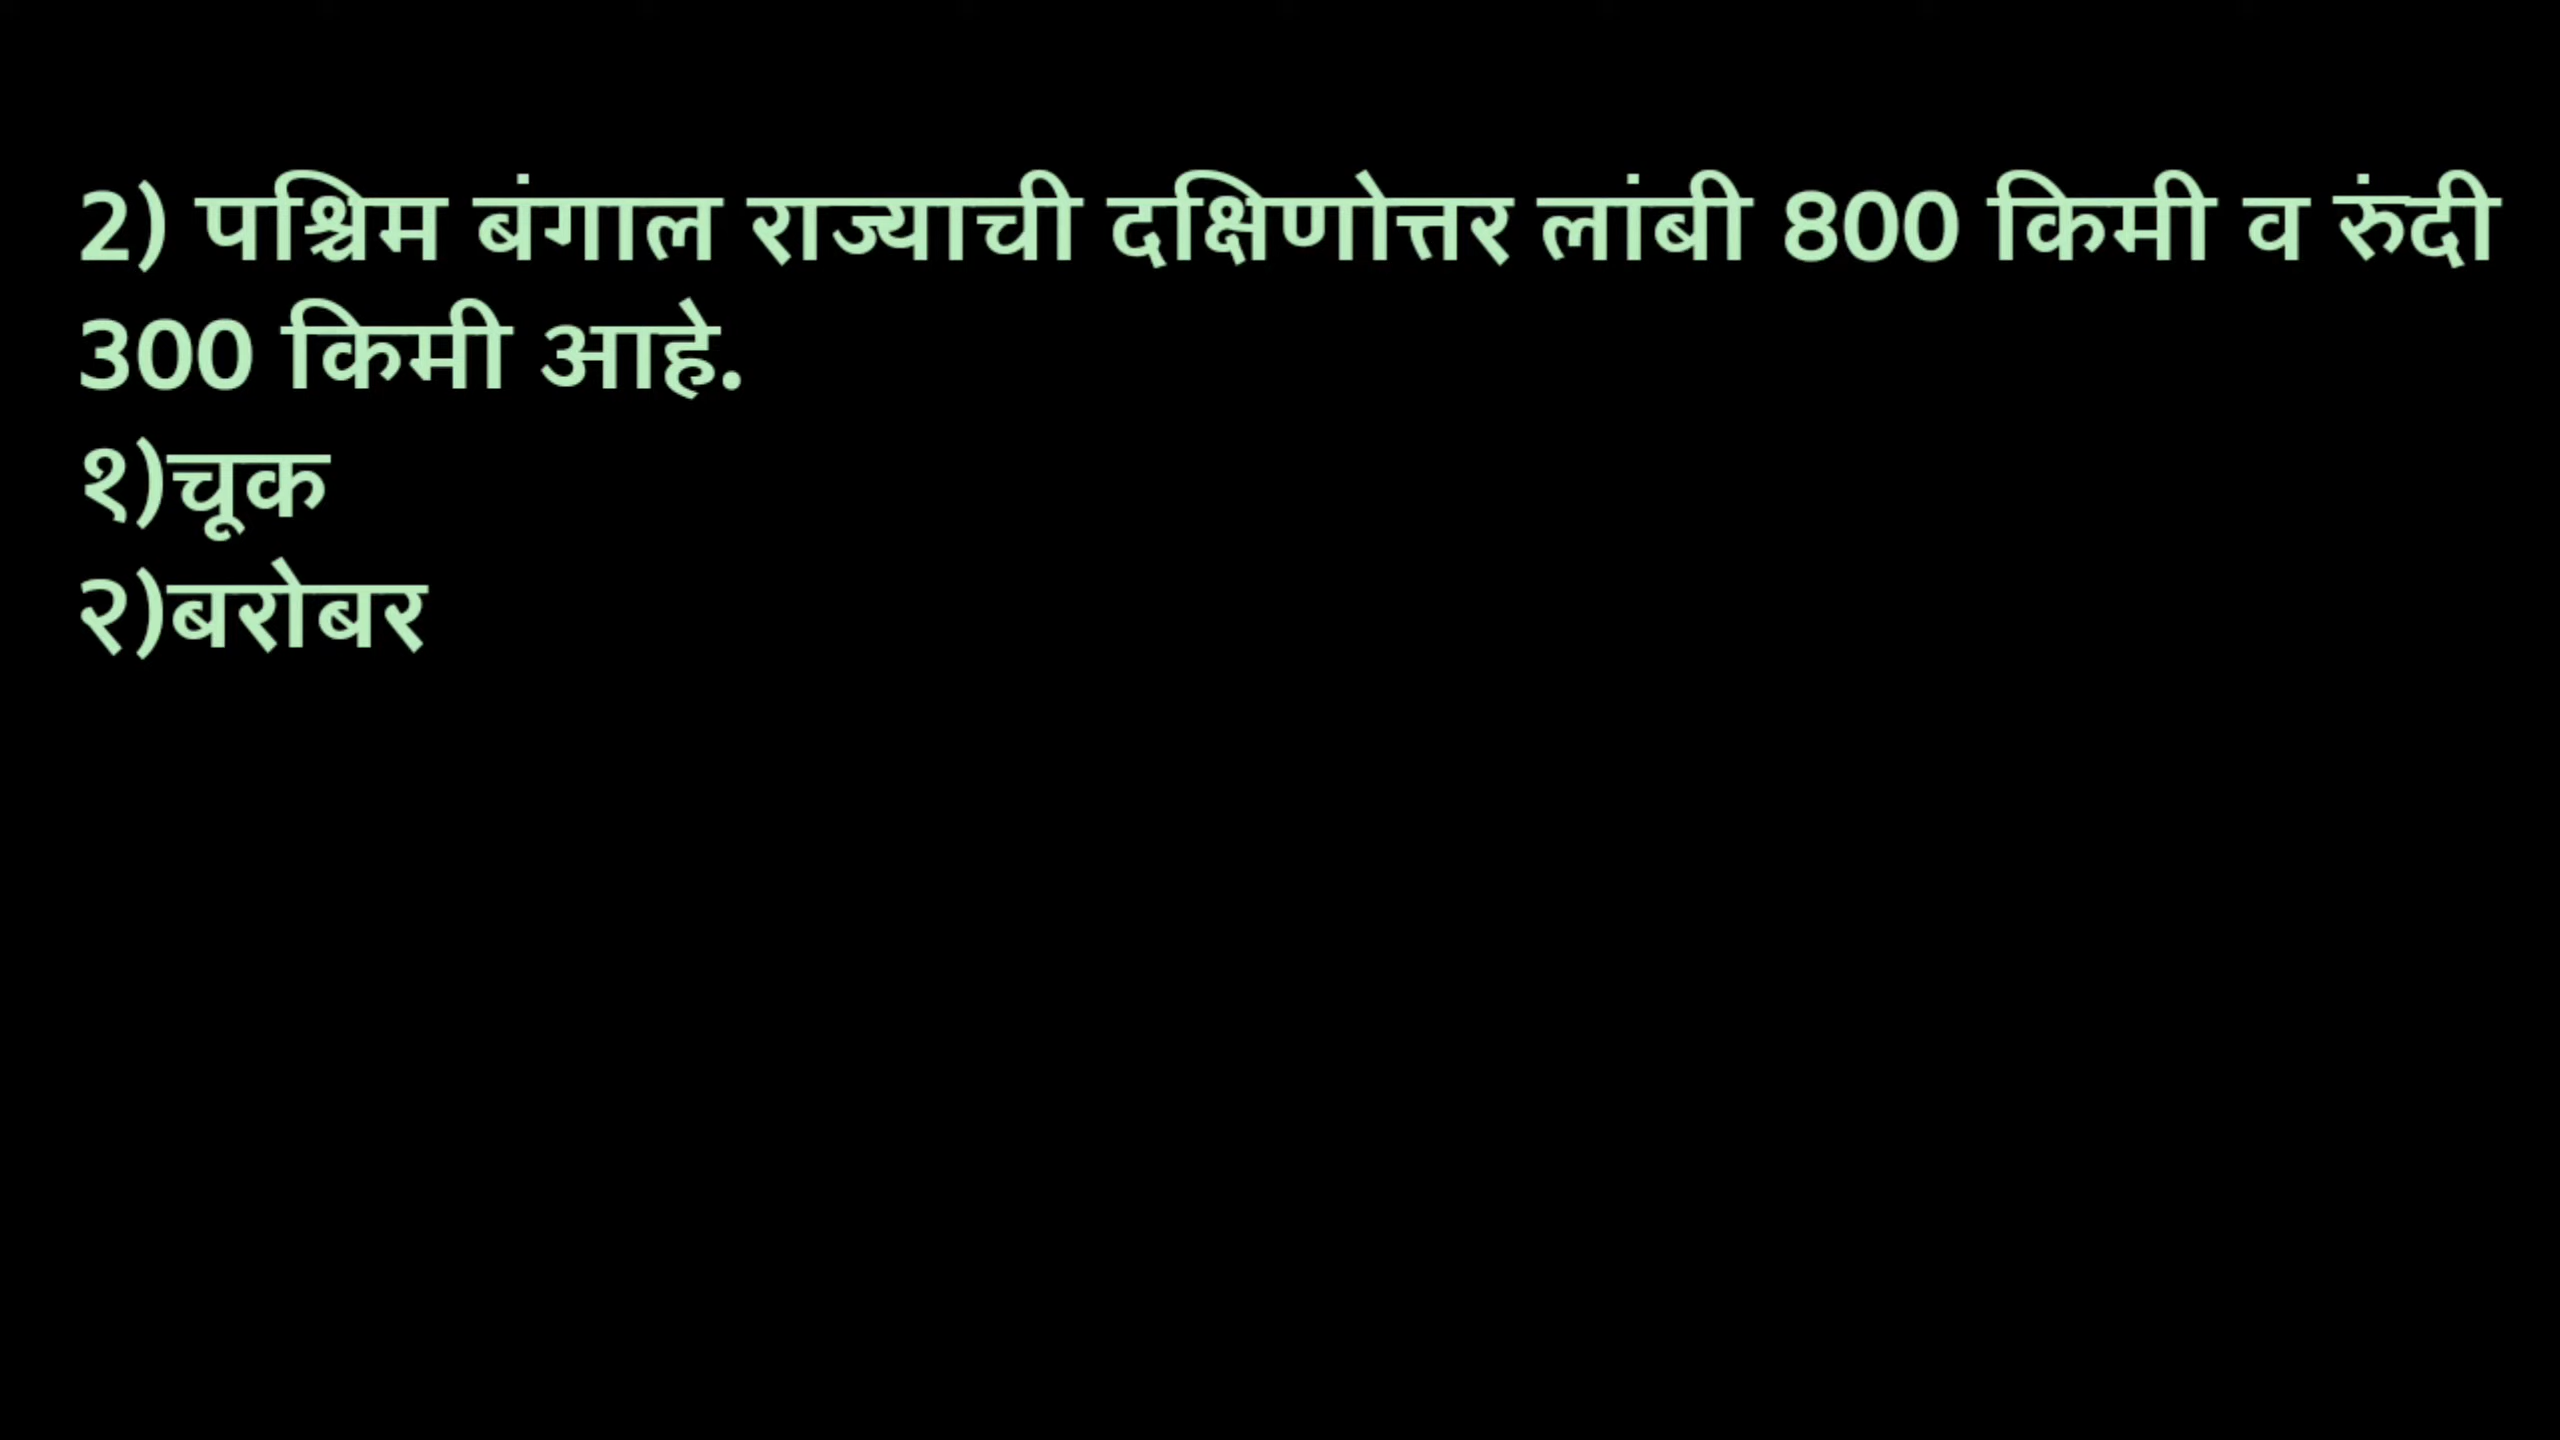 2) पश्चिम बंगाल राज्याची दक्षिणोत्तर लांबी 800 किमी व रुंदी
300 किमी आहे.
१)चूक
२)बरोबर